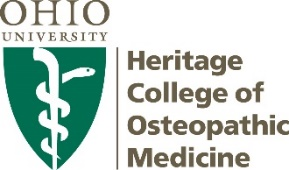 OHIO
UNIVERSITY
Heritage
College of
Osteopathic
Medicine